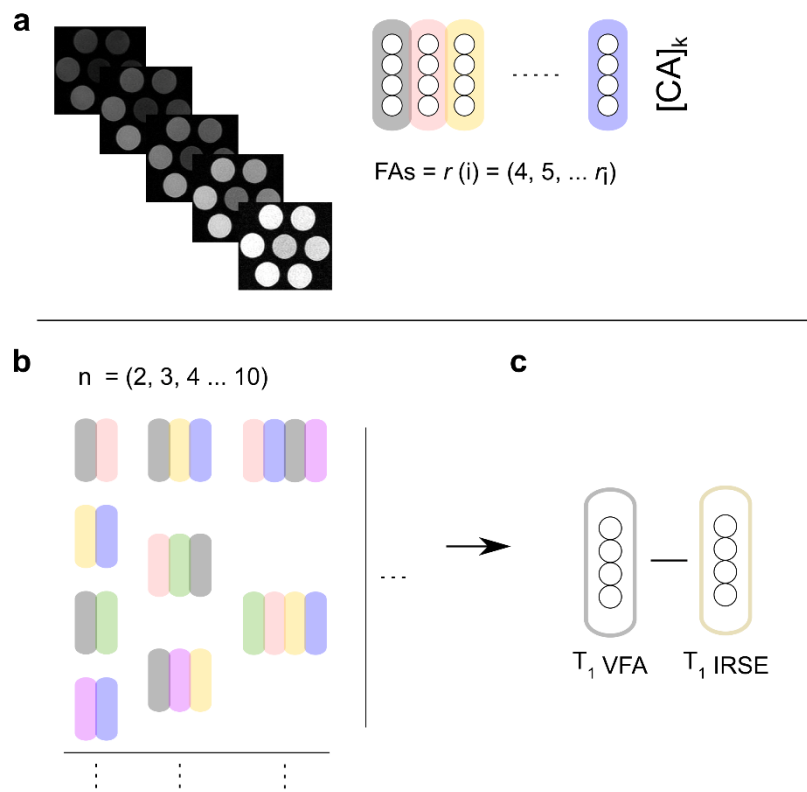 a
[CA]k
FAs = r (i) = (4, 5, ... ri)
b
n = (2, 3, 4 ... 10)
c
T1 VFA
T1 IRSE